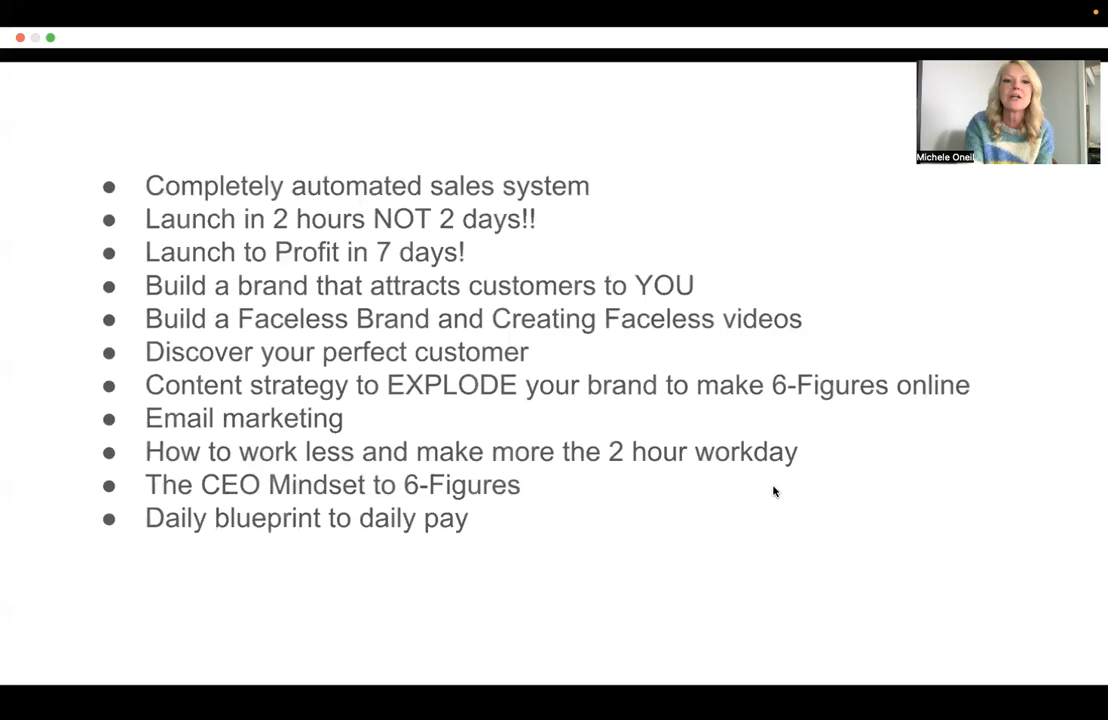 Michele Oneil
● Completely automated sales system
● Launch in 2 hours NOT 2 days!!
● Launch to Profit in 7 days!
● Build a brand that attracts customers to YOU
● Build a Faceless Brand and Creating Faceless videos
● Discover your perfect customer
● Content strategy to EXPLODE your brand to make 6-Figures online
● Email marketing
● How to work less and make more the 2 hour workday
● The CEO Mindset to 6-Figures
● Daily blueprint to daily pay